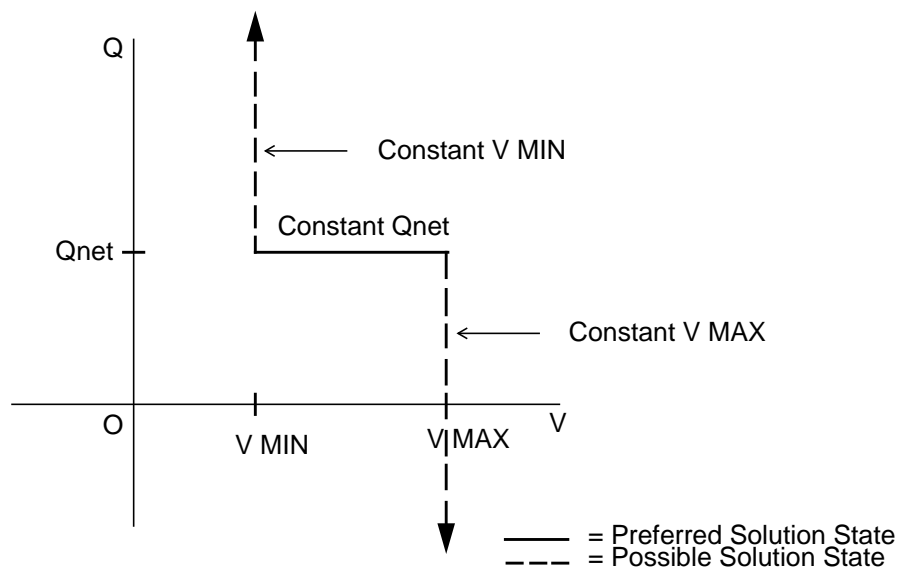 Q
Constant V MIN
Constant Qnet
Qnet
Constant V MAX
O
V MIN
V MAX
V
= Preferred Solution State
= Possible Solution State